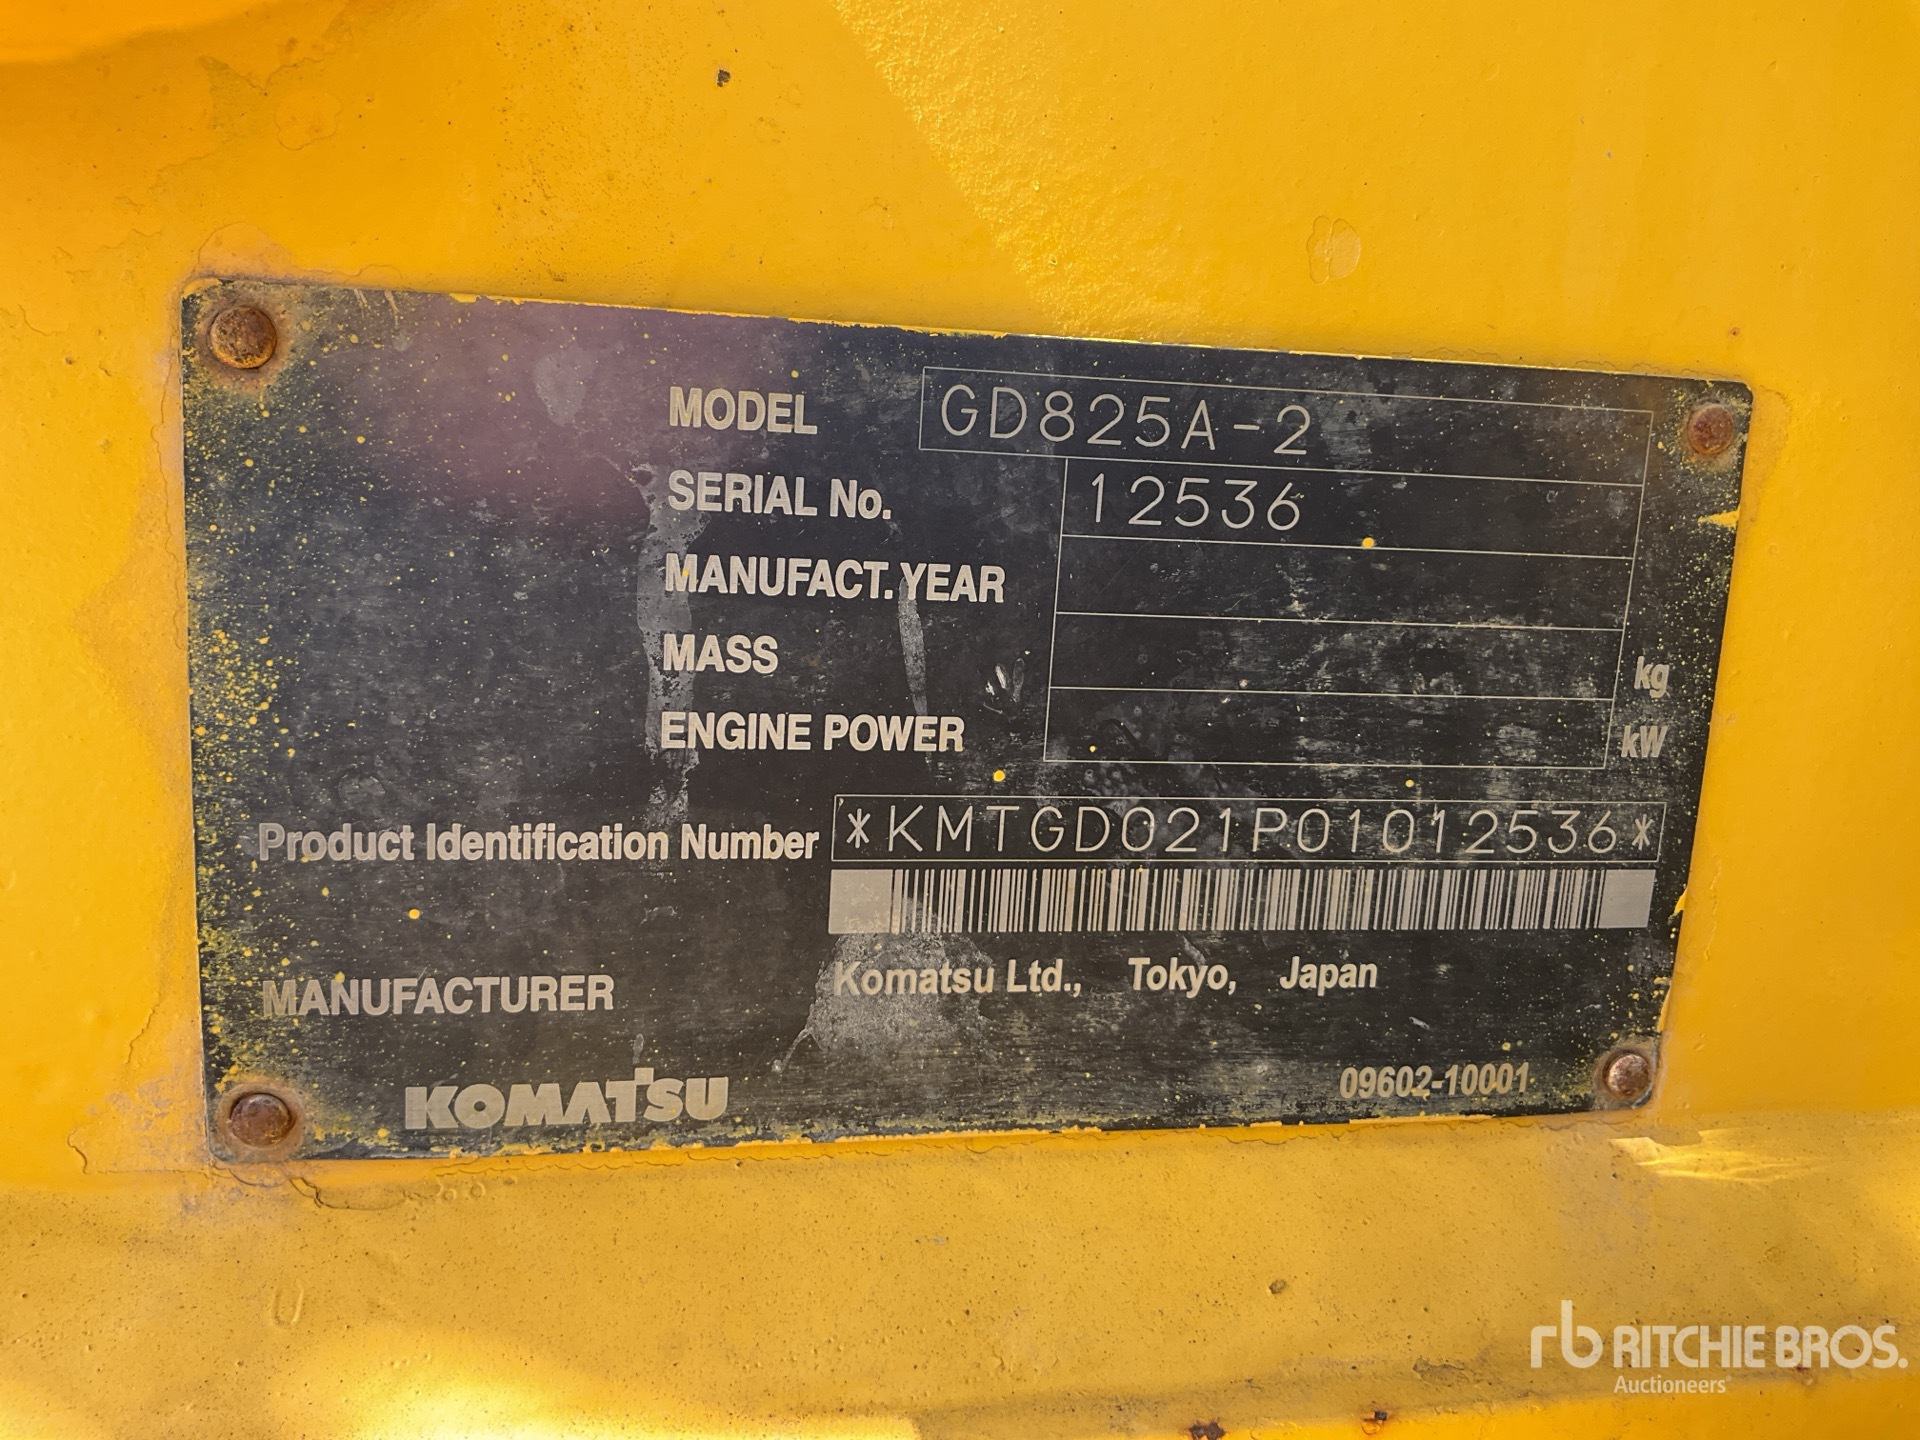 MODEL GD825A-2
SERIAL No. 12536
MANUFACT. YEAR
MASS kg
ENGINE POWER kW
Product Identification Number *KMTGD021P01012536*
MANUFACTURER Komatsu Ltd., Tokyo, Japan
KOMATSU 09602-10001
rb RITCHIE BROS.
Auctioneers